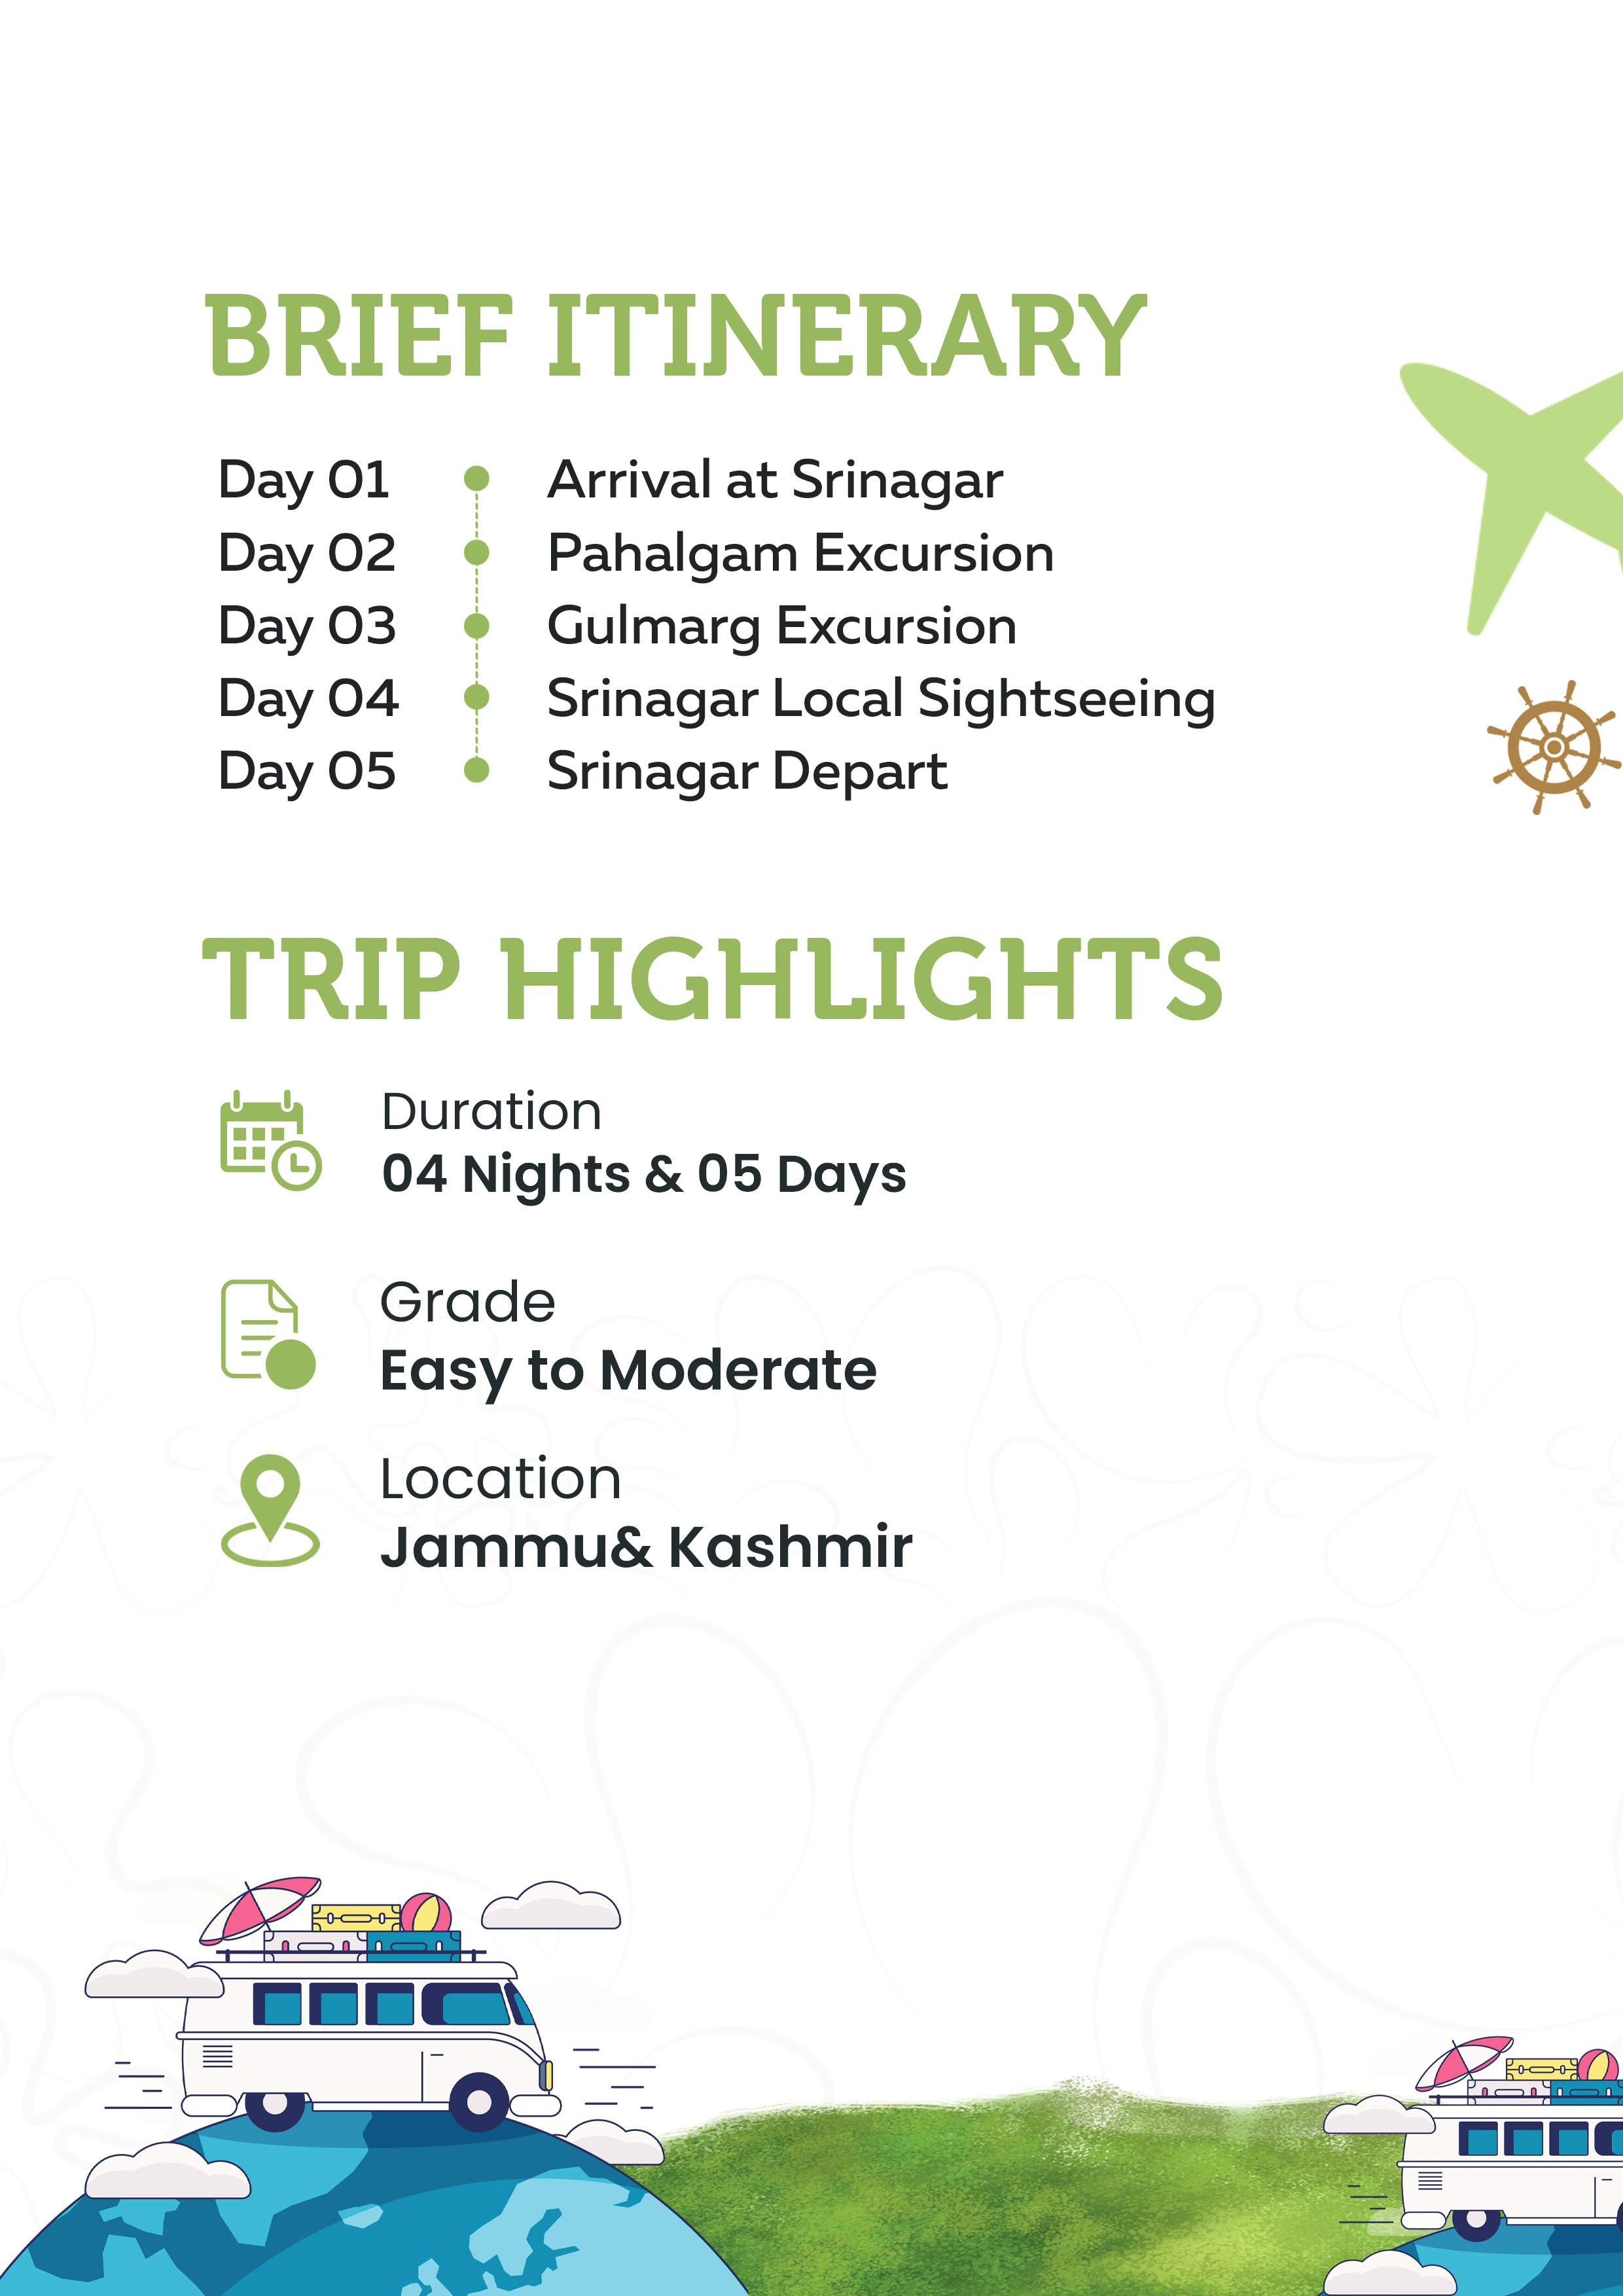 BRIEF ITINERARY
Day 01 Arrival at Srinagar
Day 02 Pahalgam Excursion
Day 03 Gulmarg Excursion
Day 04 Srinagar Local Sightseeing
Day 05 Srinagar Depart
TRIP HIGHLIGHTS
Duration
04 Nights & 05 Days
Grade
Easy to Moderate
Location
Jammu& Kashmir